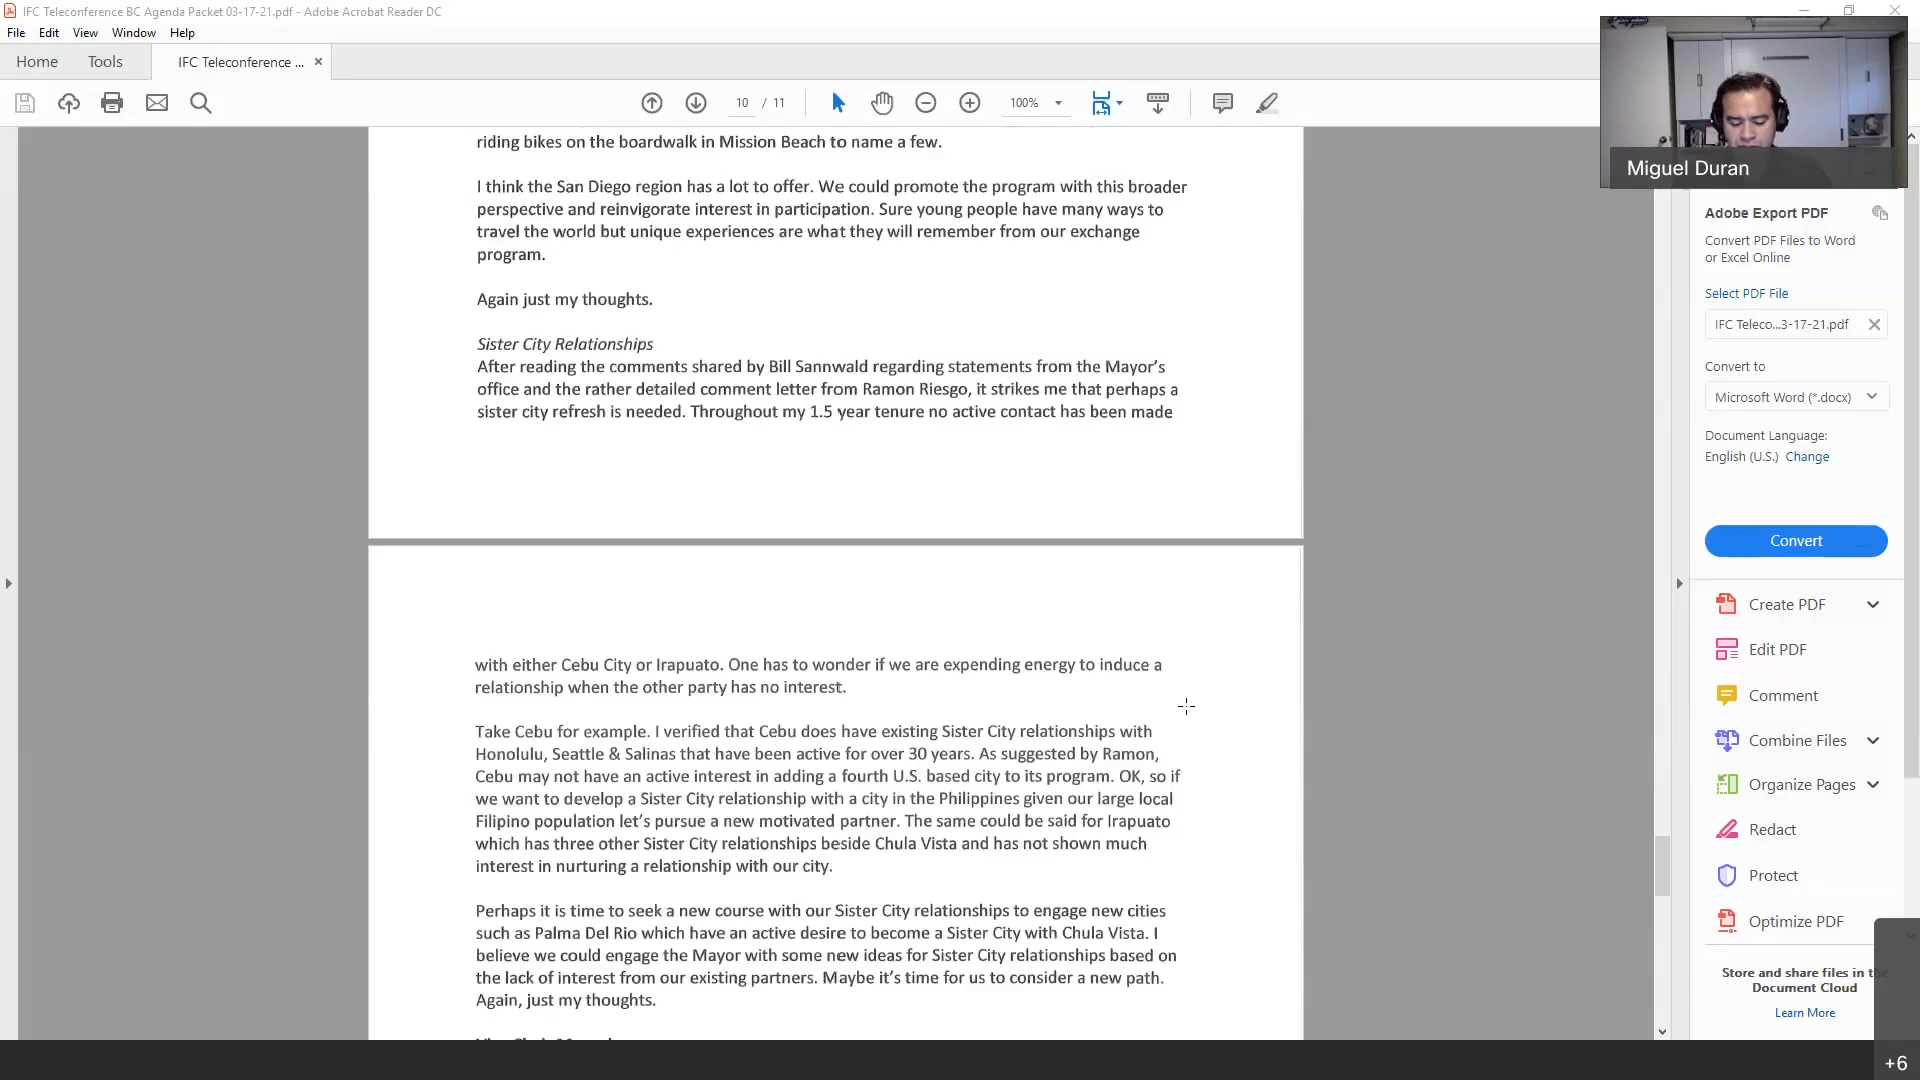 IFC Teleconference BC Agenda Packet 03-17-21.pdf - Adobe Acrobat Reader DC
File Edit View Window Help
Home Tools IFC Teleconference ... ×
10 / 11 100%
Miguel Duran
riding bikes on the boardwalk in Mission Beach to name a few.
I think the San Diego region has a lot to offer. We could promote the program with this broader
perspective and reinvigorate interest in participation. Sure young people have many ways to
travel the world but unique experiences are what they will remember from our exchange
program.
Again just my thoughts.
Sister City Relationships
After reading the comments shared by Bill Sannwald regarding statements from the Mayor's
office and the rather detailed comment letter from Ramon Riesgo, it strikes me that perhaps a
sister city refresh is needed. Throughout my 1.5 year tenure no active contact has been made
with either Cebu City or Irapuato. One has to wonder if we are expending energy to induce a
relationship when the other party has no interest.
Take Cebu for example. I verified that Cebu does have existing Sister City relationships with
Honolulu, Seattle & Salinas that have been active for over 30 years. As suggested by Ramon,
Cebu may not have an active interest in adding a fourth U.S. based city to its program. OK, so if
we want to develop a Sister City relationship with a city in the Philippines given our large local
Filipino population let's pursue a new motivated partner. The same could be said for Irapuato
which has three other Sister City relationships beside Chula Vista and has not shown much
interest in nurturing a relationship with our city.
Perhaps it is time to seek a new course with our Sister City relationships to engage new cities
such as Palma Del Rio which have an active desire to become a Sister City with Chula Vista. I
believe we could engage the Mayor with some new ideas for Sister City relationships based on
the lack of interest from our existing partners. Maybe it's time for us to consider a new path.
Again, just my thoughts.
Adobe Export PDF
Convert PDF Files to Word
or Excel Online
Select PDF File
IFC Teleco...3-17-21.pdf
Convert to
Microsoft Word (*.docx)
Document Language:
English (U.S.) Change
Convert
Create PDF
Edit PDF
Comment
Combine Files
Organize Pages
Redact
Protect
Optimize PDF
Store and share files in the
Document Cloud
Learn More
+6